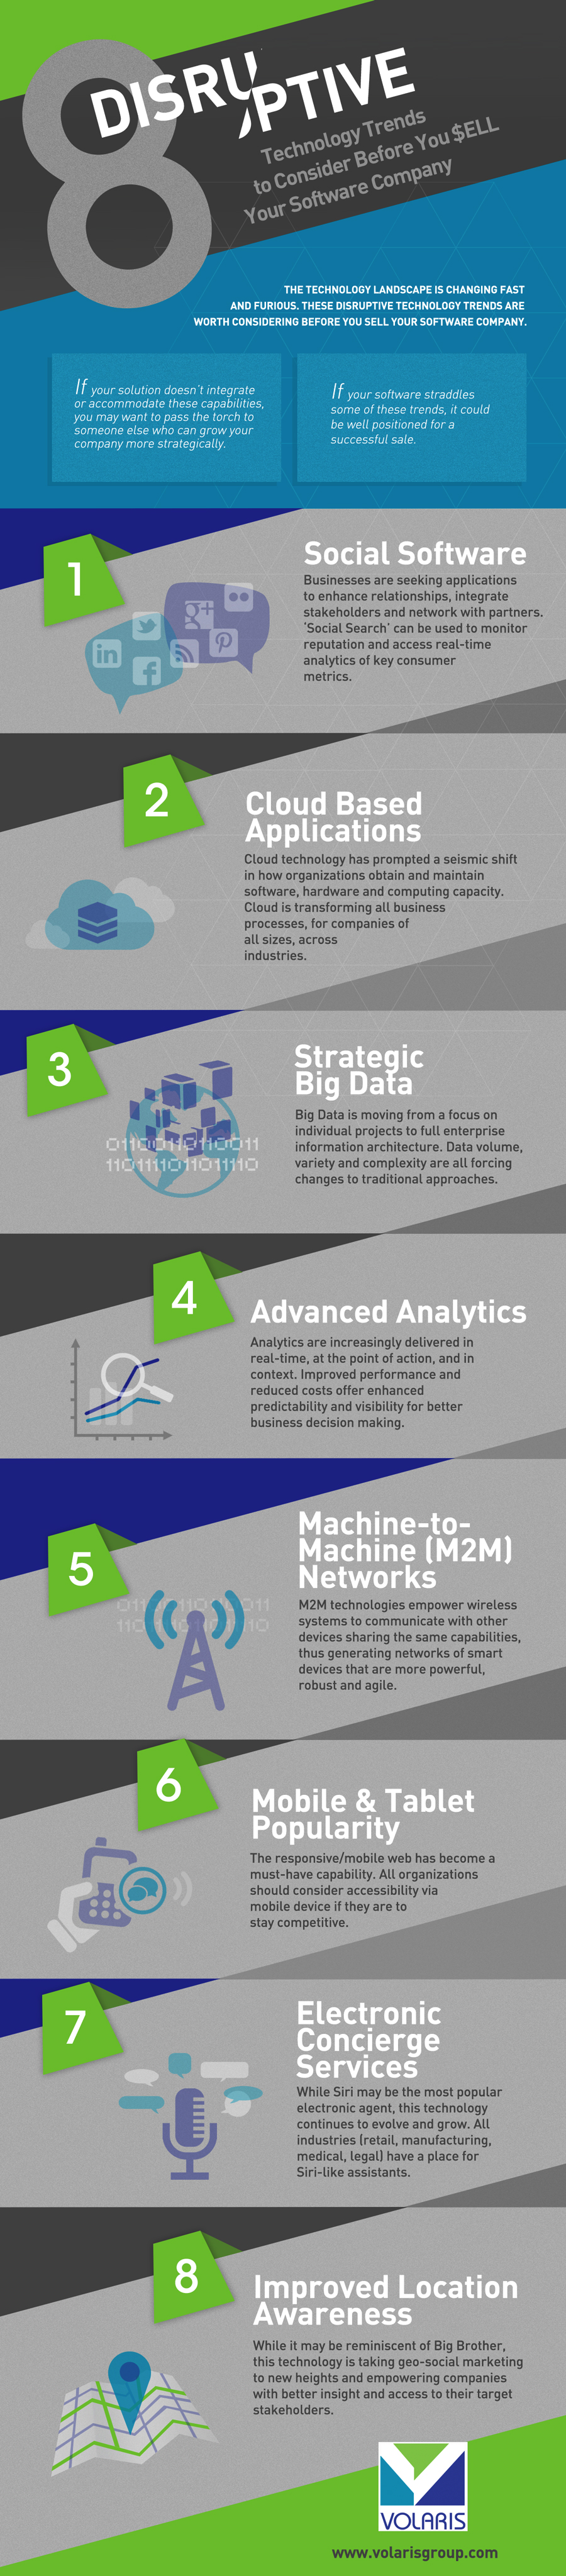 8
DISRUPTIVE
Technology Trends
to Consider Before You $ELL
Your Software Company
THE TECHNOLOGY LANDSCAPE IS CHANGING FAST
AND FURIOUS. THESE DISRUPTIVE TECHNOLOGY TRENDS ARE
WORTH CONSIDERING BEFORE YOU SELL YOUR SOFTWARE COMPANY.
If your solution doesn't integrate
or accommodate these capabilities,
you may want to pass the torch to
someone else who can grow your
company more strategically.
If your software straddles
some of these trends, it could
be well positioned for a
successful sale.
1
Social Software
Businesses are seeking applications
to enhance relationships, integrate
stakeholders and network with partners.
'Social Search' can be used to monitor
reputation and access real-time
analytics of key consumer
metrics.
g+
in
f
2
Cloud Based
Applications
Cloud technology has prompted a seismic shift
in how organizations obtain and maintain
software, hardware and computing capacity.
Cloud is transforming all business
processes, for companies of
all sizes, across
industries.
3
Strategic
Big Data
Big Data is moving from a focus on
individual projects to full enterprise
information architecture. Data volume,
variety and complexity are all forcing
changes to traditional approaches.
01100110110011
110111101101110
4
Advanced Analytics
Analytics are increasingly delivered in
real-time, at the point of action, and in
context. Improved performance and
reduced costs offer enhanced
predictability and visibility for better
business decision making.
5
Machine-to-
Machine (M2M)
Networks
M2M technologies empower wireless
systems to communicate with other
devices sharing the same capabilities,
thus generating networks of smart
devices that are more powerful,
robust and agile.
6
Mobile & Tablet
Popularity
The responsive/mobile web has become a
must-have capability. All organizations
should consider accessibility via
mobile device if they are to
stay competitive.
7
Electronic
Concierge
Services
While Siri may be the most popular
electronic agent, this technology
continues to evolve and grow. All
industries (retail, manufacturing,
medical, legal) have a place for
Siri-like assistants.
8
Improved Location
Awareness
While it may be reminiscent of Big Brother,
this technology is taking geo-social marketing
to new heights and empowering companies
with better insight and access to their target
stakeholders.
VOLARIS
www.volarisgroup.com